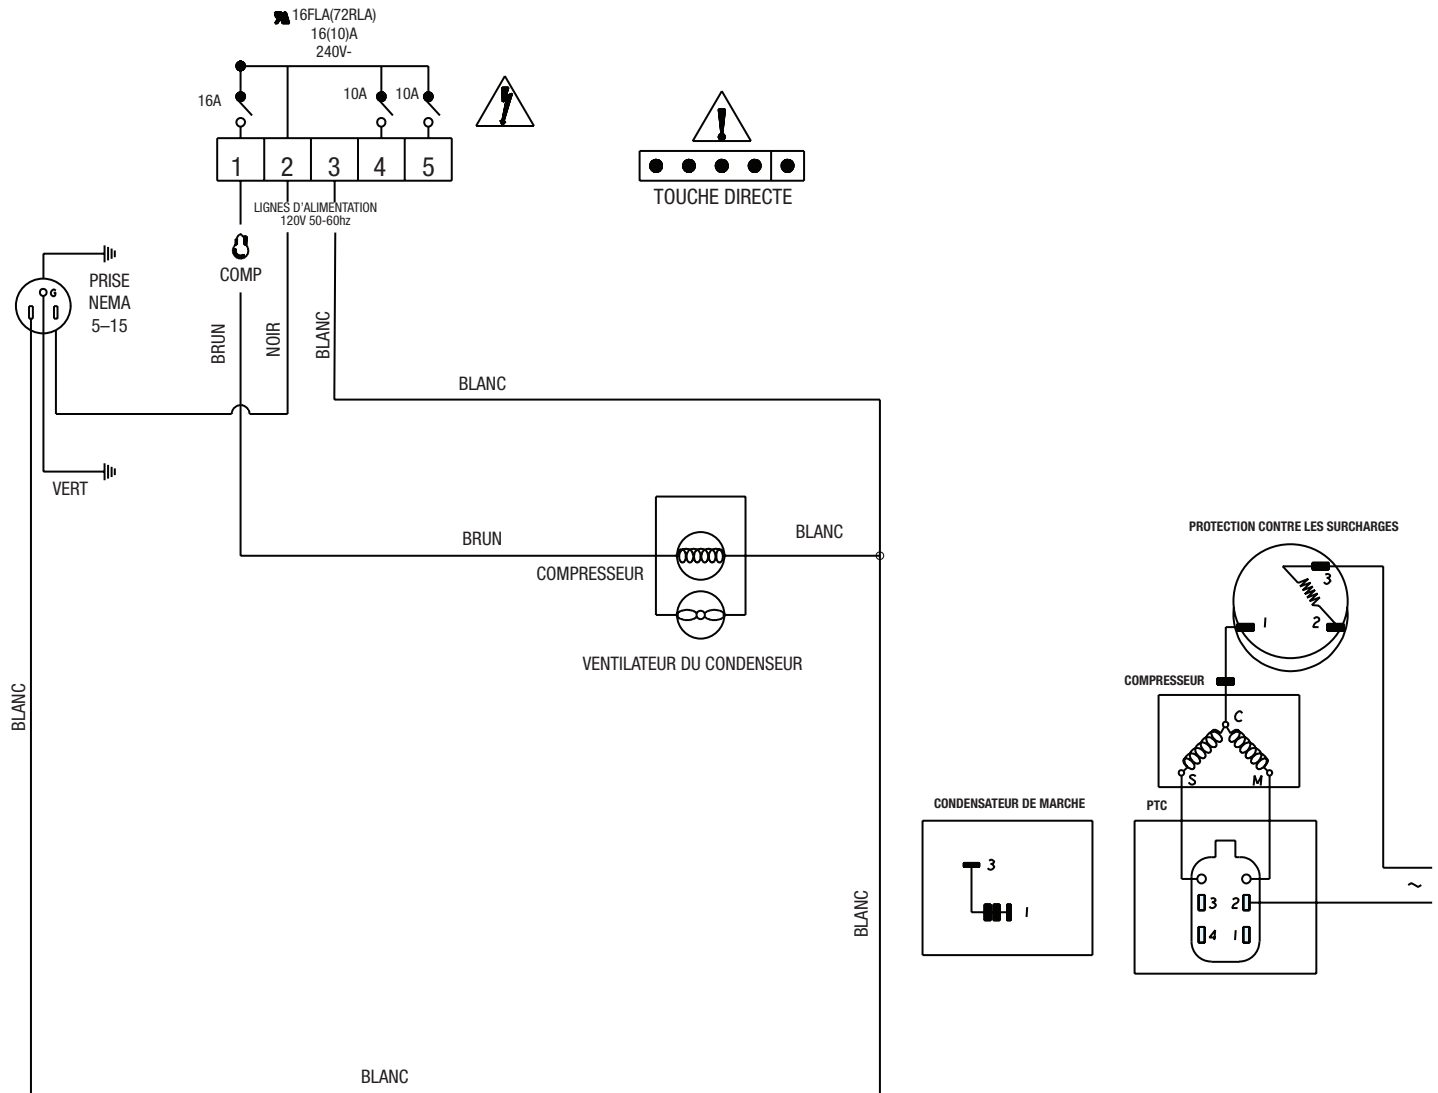 16FLA(72RLA)
16(10)A
240V-
16A
10A
10A
1
2
3
4
5
LIGNES D'ALIMENTATION
120V 50-60hz
TOUCHE DIRECTE
COMP
PRISE
NEMA
5–15
G
BRUN
NOIR
BLANC
BLANC
VERT
BRUN
BLANC
COMPRESSEUR
VENTILATEUR DU CONDENSEUR
BLANC
BLANC
BLANC
PROTECTION CONTRE LES SURCHARGES
3
1
2
COMPRESSEUR
C
S
M
CONDENSATEUR DE MARCHE
3
1
PTC
3
2
4
1
~